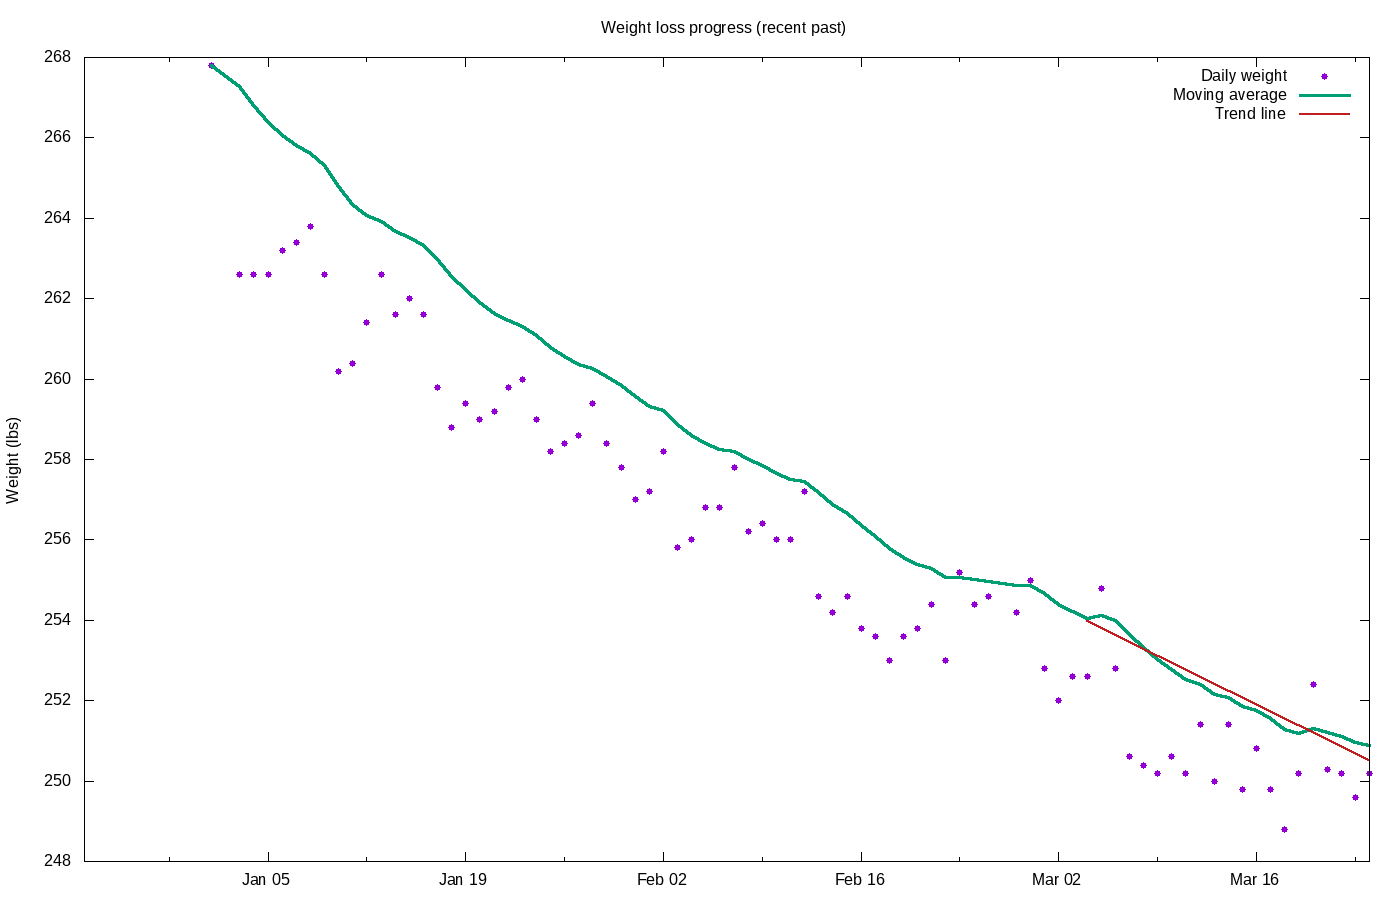 Weight loss progress (recent past)
Daily weight
Moving average
Trend line
Weight (lbs)
268
266
264
262
260
258
256
254
252
250
248
Jan 05 Jan 19 Feb 02 Feb 16 Mar 02 Mar 16